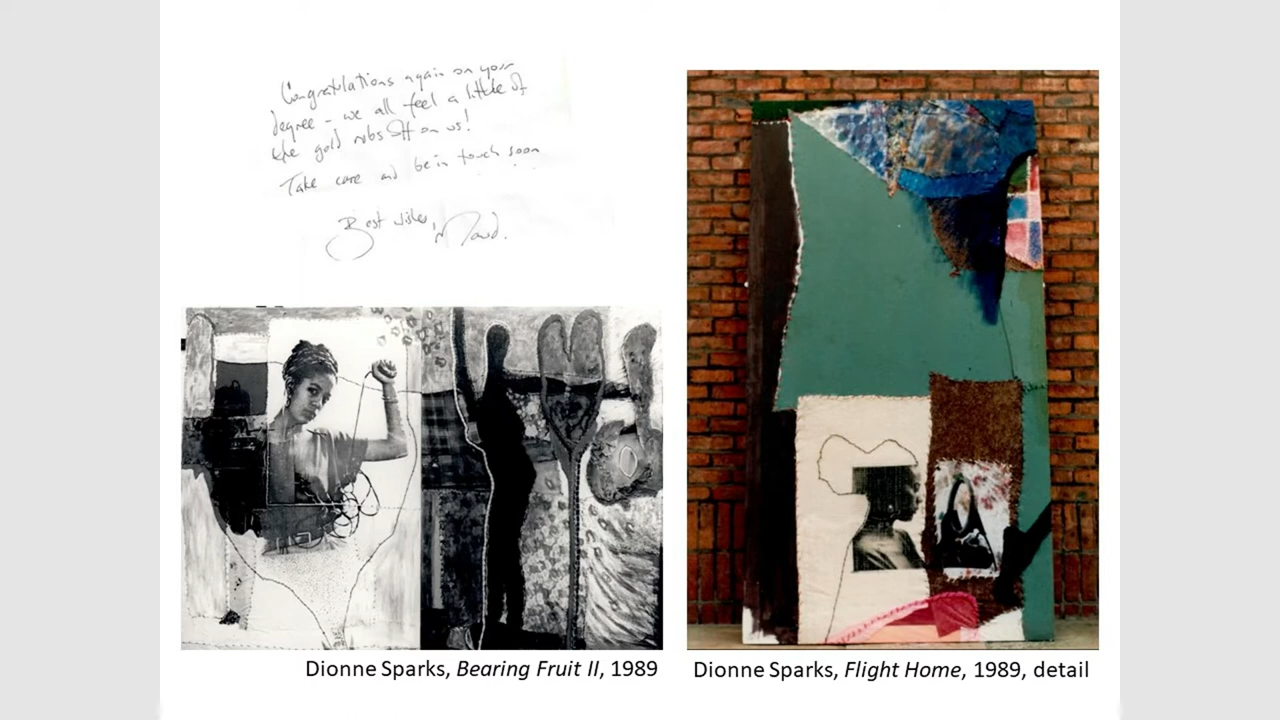 Congratulations again on your
degree - we all feel a little of
the gold rubs off on us!
Take care and be in touch soon
Best wishes,
Dionne Sparks, Bearing Fruit II, 1989
Dionne Sparks, Flight Home, 1989, detail